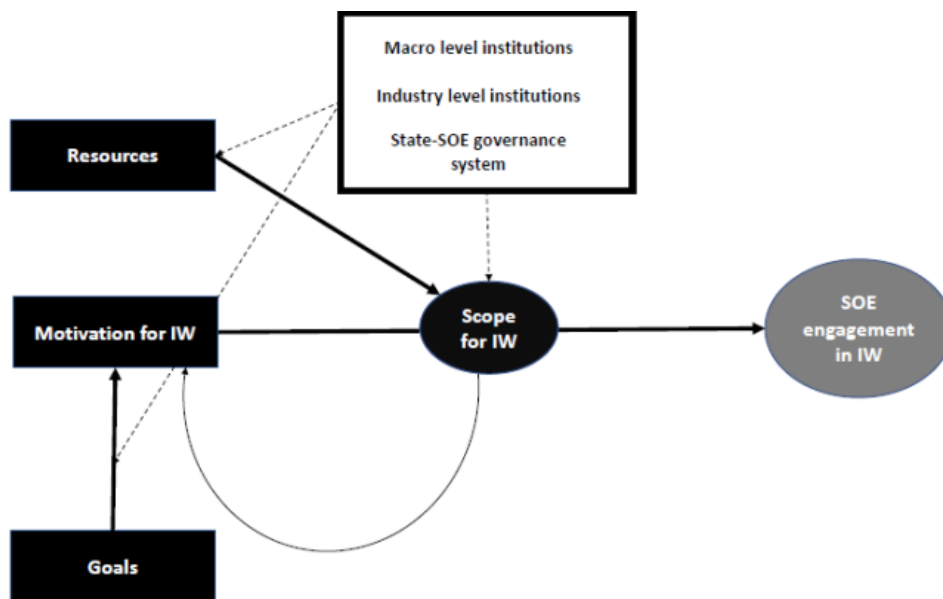 Macro level institutions
Industry level institutions
State-SOE governance
system
Resources
Motivation for IW
Scope
for IW
SOE
engagement
in IW
Goals